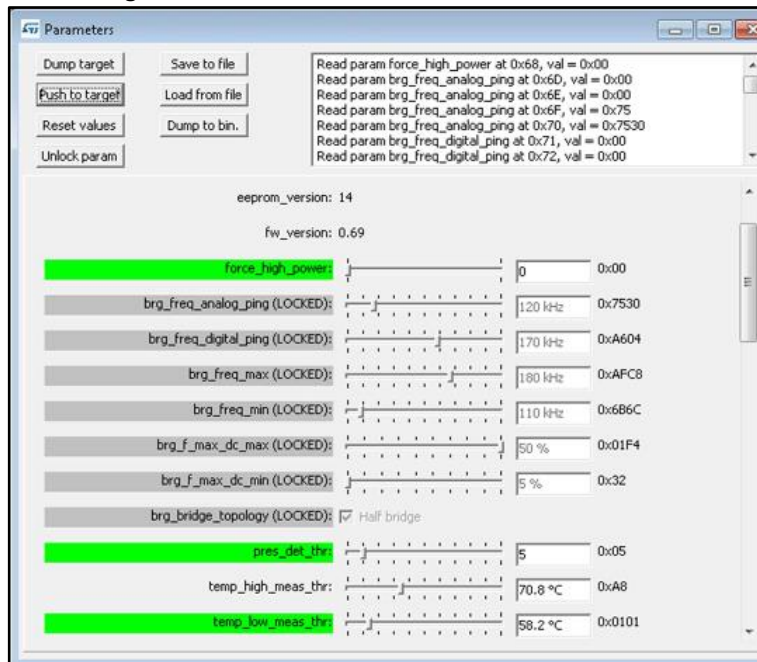 Parameters
Dump target Save to file
Push to target Load from file
Reset values Dump to bin.
Unlock param
Read param force_high_power at 0x68, val = 0x00
Read param brg_freq_analog_ping at 0x6D, val = 0x00
Read param brg_freq_analog_ping at 0x6E, val = 0x00
Read param brg_freq_analog_ping at 0x6F, val = 0x75
Read param brg_freq_analog_ping at 0x70, val = 0x7530
Read param brg_freq_digital_ping at 0x71, val = 0x00
Read param brg_freq_digital_ping at 0x72, val = 0x00
eeprom_version: 14
fw_version: 0.69
force_high_power: 0 0x00
brg_freq_analog_ping (LOCKED): 120 kHz 0x7530
brg_freq_digital_ping (LOCKED): 170 kHz 0xA604
brg_freq_max (LOCKED): 180 kHz 0xAFC8
brg_freq_min (LOCKED): 110 kHz 0x6B6C
brg_f_max_dc_max (LOCKED): 50 % 0x01F4
brg_f_max_dc_min (LOCKED): 5 % 0x32
brg_bridge_topology (LOCKED): Half bridge
pres_det_thr: 5 0x05
temp_high_meas_thr: 70.8 °C 0xA8
temp_low_meas_thr: 58.2 °C 0x0101